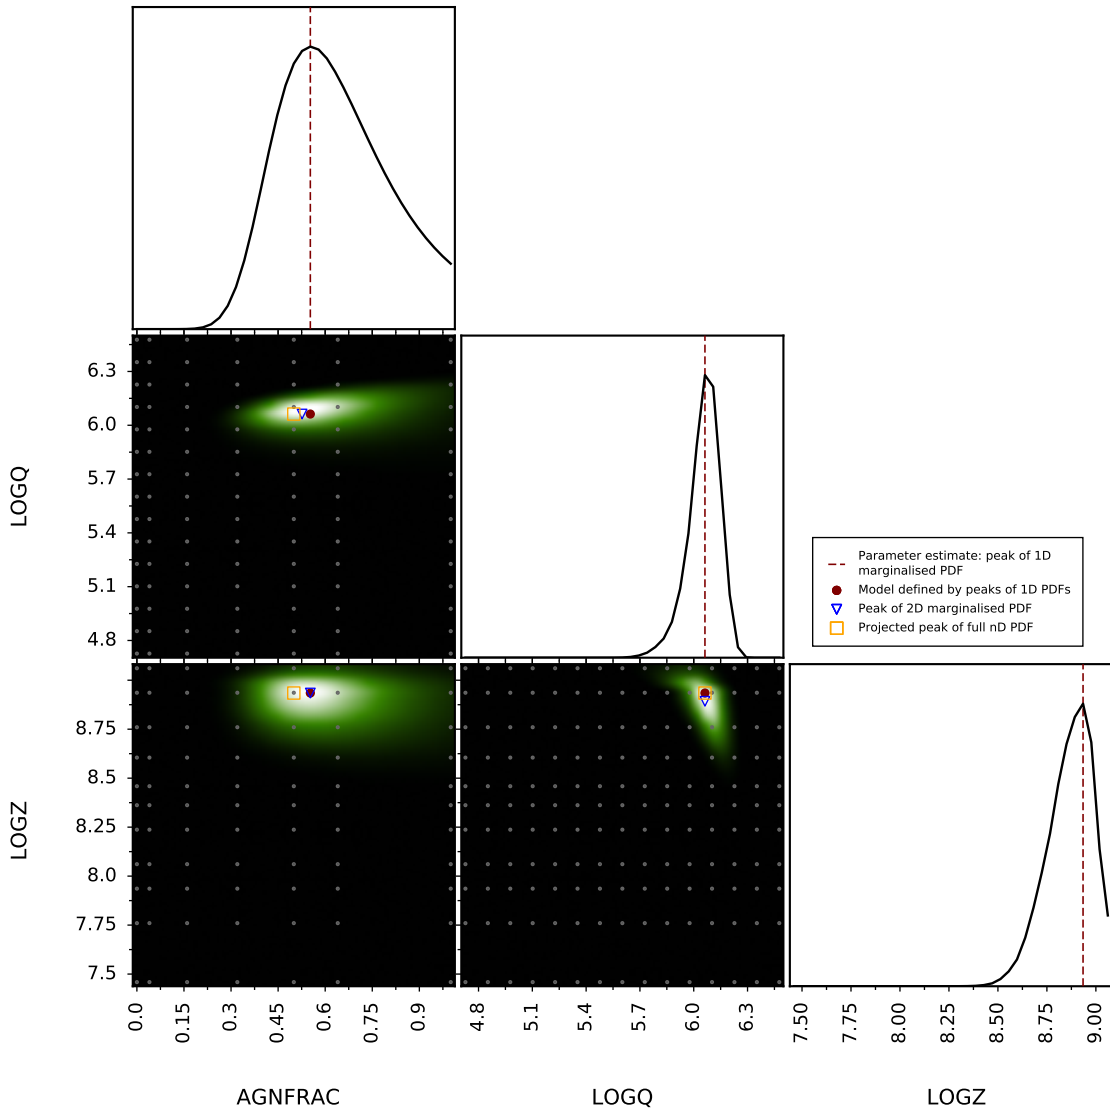 6.3
6.0
5.7
5.4
5.1
4.8
LOGQ
Parameter estimate: peak of 1D
marginalised PDF
Model defined by peaks of 1D PDFs
Peak of 2D marginalised PDF
Projected peak of full nD PDF
8.75
8.5
8.25
8.0
7.75
7.5
LOGZ
0.0 0.15 0.3 0.45 0.6 0.75 0.9
4.8 5.1 5.4 5.7 6.0 6.3
7.50 7.75 8.00 8.25 8.50 8.75 9.00
AGNFRAC
LOGQ
LOGZ